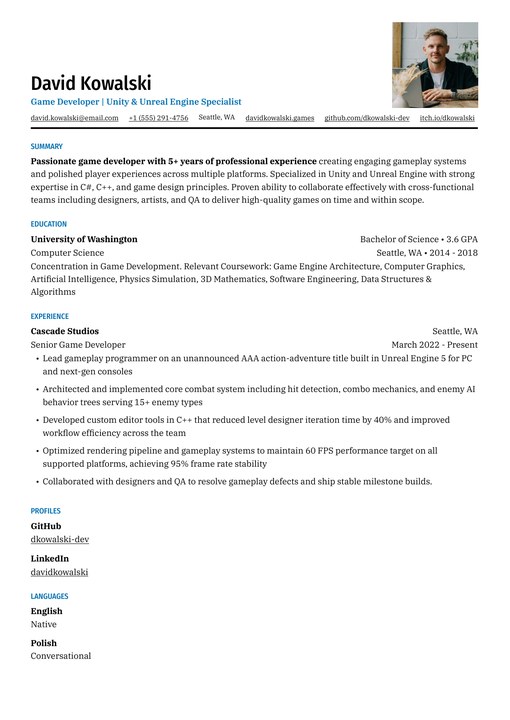 David Kowalski
Game Developer | Unity & Unreal Engine Specialist
david.kowalski@email.com +1 (555) 291-4756 Seattle, WA davidkowalski.games github.com/dkowalski-dev itch.io/dkowalski
SUMMARY
Passionate game developer with 5+ years of professional experience creating engaging gameplay systems
and polished player experiences across multiple platforms. Specialized in Unity and Unreal Engine with strong
expertise in C#, C++, and game design principles. Proven ability to collaborate effectively with cross-functional
teams including designers, artists, and QA to deliver high-quality games on time and within scope.
EDUCATION
University of Washington Bachelor of Science • 3.6 GPA
Computer Science Seattle, WA • 2014 - 2018
Concentration in Game Development. Relevant Coursework: Game Engine Architecture, Computer Graphics,
Artificial Intelligence, Physics Simulation, 3D Mathematics, Software Engineering, Data Structures &
Algorithms
EXPERIENCE
Cascade Studios Seattle, WA
Senior Game Developer March 2022 - Present
• Lead gameplay programmer on an unannounced AAA action-adventure title built in Unreal Engine 5 for PC
and next-gen consoles
• Architected and implemented core combat system including hit detection, combo mechanics, and enemy AI
behavior trees serving 15+ enemy types
• Developed custom editor tools in C++ that reduced level designer iteration time by 40% and improved
workflow efficiency across the team
• Optimized rendering pipeline and gameplay systems to maintain 60 FPS performance target on all
supported platforms, achieving 95% frame rate stability
• Collaborated with designers and QA to resolve gameplay defects and ship stable milestone builds.
PROFILES
GitHub
dkowalski-dev
LinkedIn
davidkowalski
LANGUAGES
English
Native
Polish
Conversational